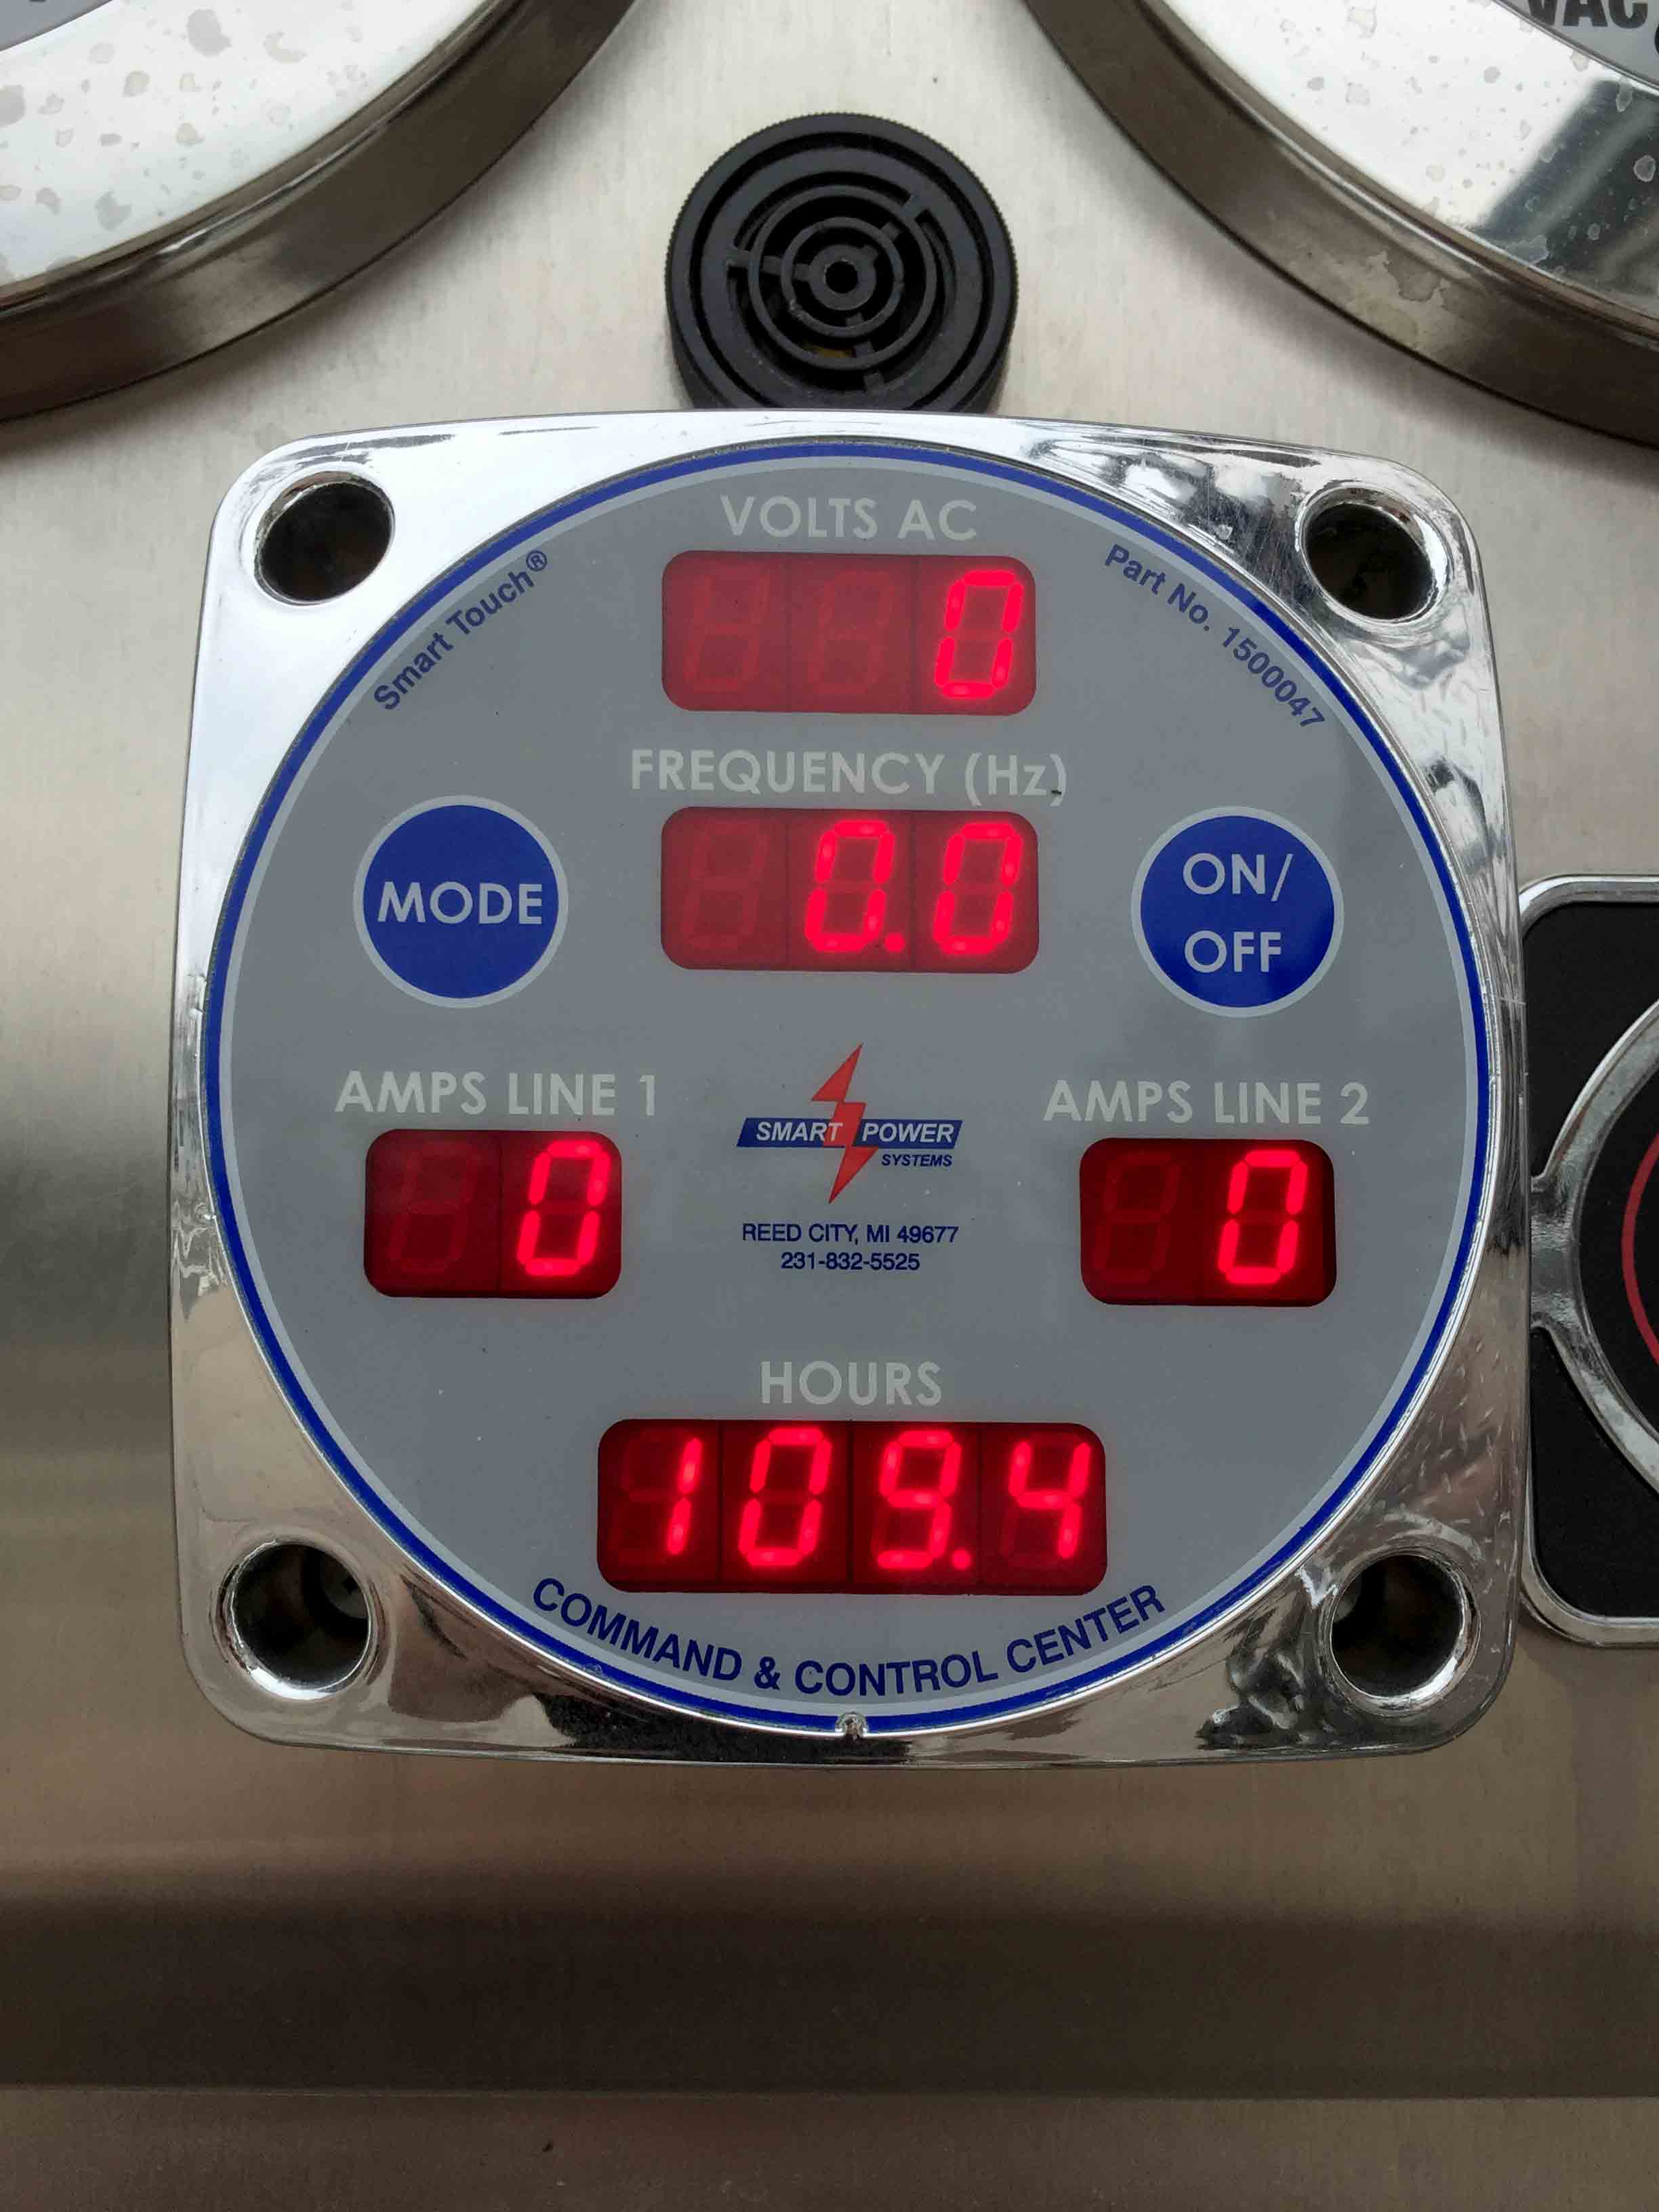 VAC
VOLTS AC
0
Smart Touch®
Part No. 1500047
FREQUENCY (Hz)
0.0
MODE
ON/
OFF
AMPS LINE 1
0
AMPS LINE 2
0
SMART POWER
SYSTEMS
REED CITY, MI 49677
231-832-5525
HOURS
109.4
COMMAND & CONTROL CENTER